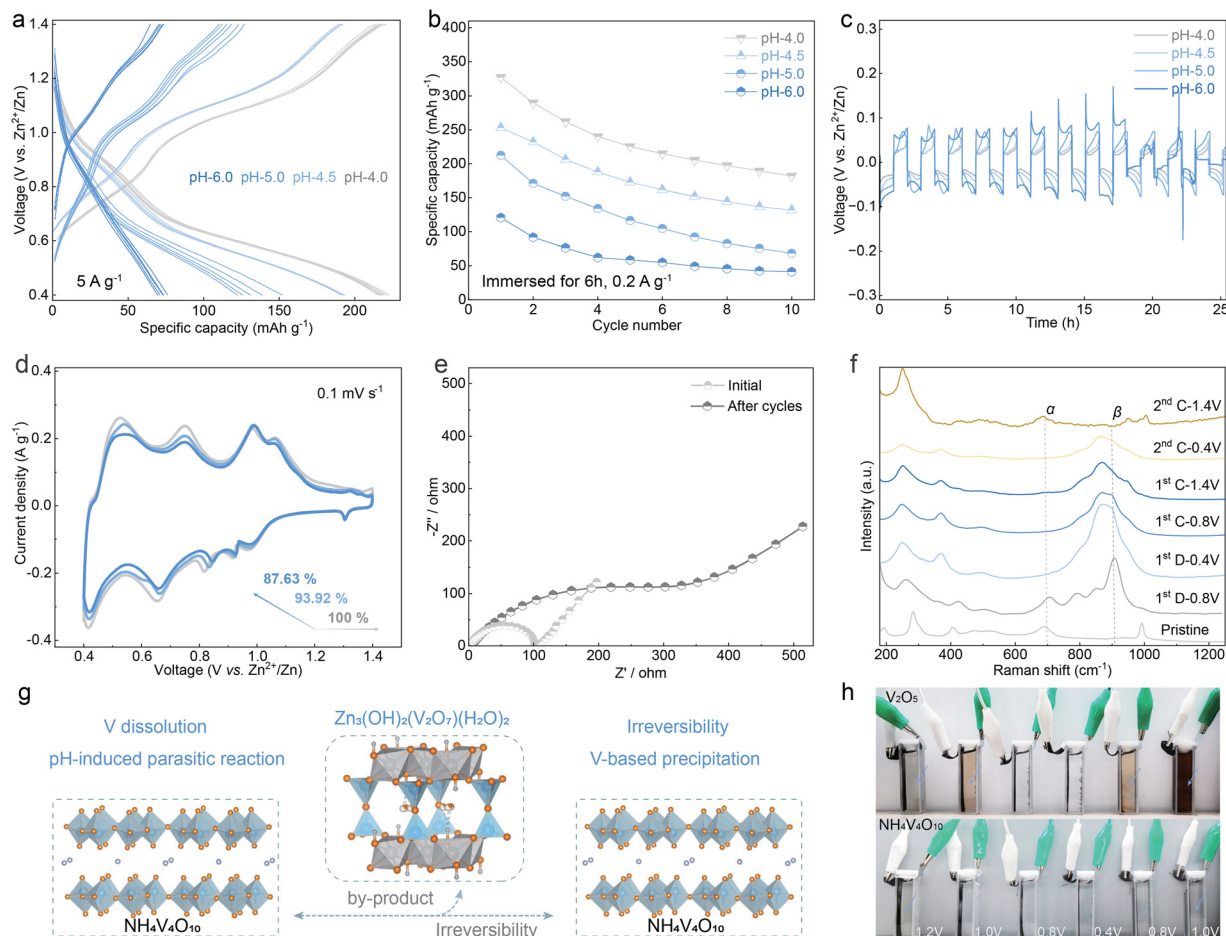 a
1.4
1.2
1.0
0.8
0.6
0.4
Voltage (V vs. Zn²⁺/Zn)
pH-6.0 pH-5.0 pH-4.5 pH-4.0
5 A g⁻¹
0 50 100 150 200
Specific capacity (mAh g⁻¹)
b
400
350
300
250
200
150
100
50
0
Specific capacity (mAh g⁻¹)
pH-4.0
pH-4.5
pH-5.0
pH-6.0
Immersed for 6h, 0.2 A g⁻¹
0 2 4 6 8 10
Cycle number
c
0.3
0.2
0.1
0.0
−0.1
−0.2
−0.3
Voltage (V vs. Zn²⁺/Zn)
pH-4.0
pH-4.5
pH-5.0
pH-6.0
0 5 10 15 20 25
Time (h)
d
0.4
0.2
0.0
-0.2
-0.4
Current density (A g⁻¹)
0.1 mV s⁻¹
87.63 %
93.92 %
100 %
0.4 0.6 0.8 1.0 1.2 1.4
Voltage (V vs. Zn²⁺/Zn)
e
500
400
300
200
100
0
-Z'' / ohm
Initial
After cycles
0 100 200 300 400 500
Z' / ohm
f
Intensity (a.u.)
α
β
2ⁿᵈ C-1.4V
2ⁿᵈ C-0.4V
1ˢᵗ C-1.4V
1ˢᵗ C-0.8V
1ˢᵗ D-0.4V
1ˢᵗ D-0.8V
Pristine
200 400 600 800 1000 1200
Raman shift (cm⁻¹)
g
V dissolution
pH-induced parasitic reaction
Zn₃(OH)₂(V₂O₇)(H₂O)₂
Irreversibility
V-based precipitation
by-product
Irreversibility
NH₄V₄O₁₀
NH₄V₄O₁₀
h
V₂O₅
NH₄V₄O₁₀
1.2V 1.0V 0.8V 0.4V 0.8V 1.0V